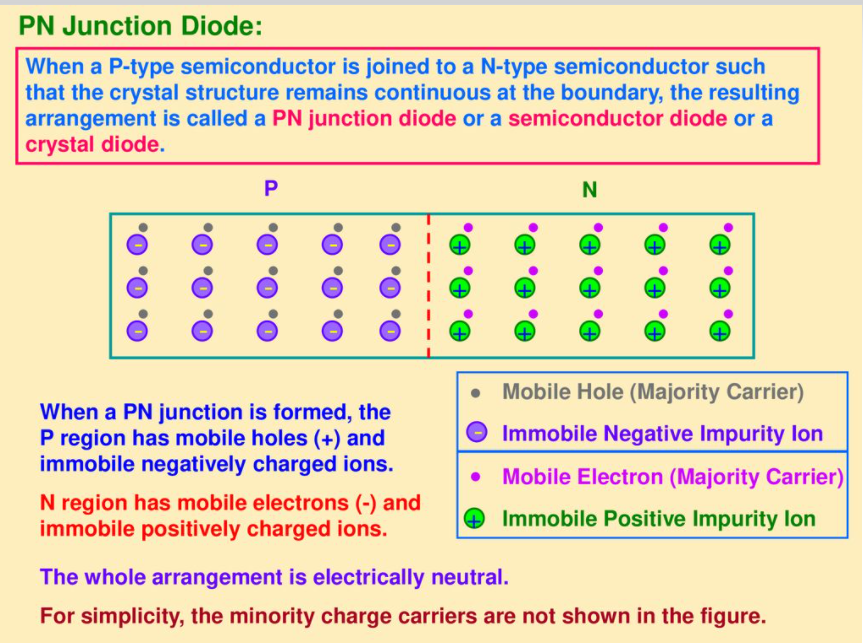 PN Junction Diode:
When a P-type semiconductor is joined to a N-type semiconductor such
that the crystal structure remains continuous at the boundary, the resulting
arrangement is called a PN junction diode or a semiconductor diode or a
crystal diode.
P N
Mobile Hole (Majority Carrier)
Immobile Negative Impurity Ion
Mobile Electron (Majority Carrier)
Immobile Positive Impurity Ion
When a PN junction is formed, the
P region has mobile holes (+) and
immobile negatively charged ions.
N region has mobile electrons (-) and
immobile positively charged ions.
The whole arrangement is electrically neutral.
For simplicity, the minority charge carriers are not shown in the figure.